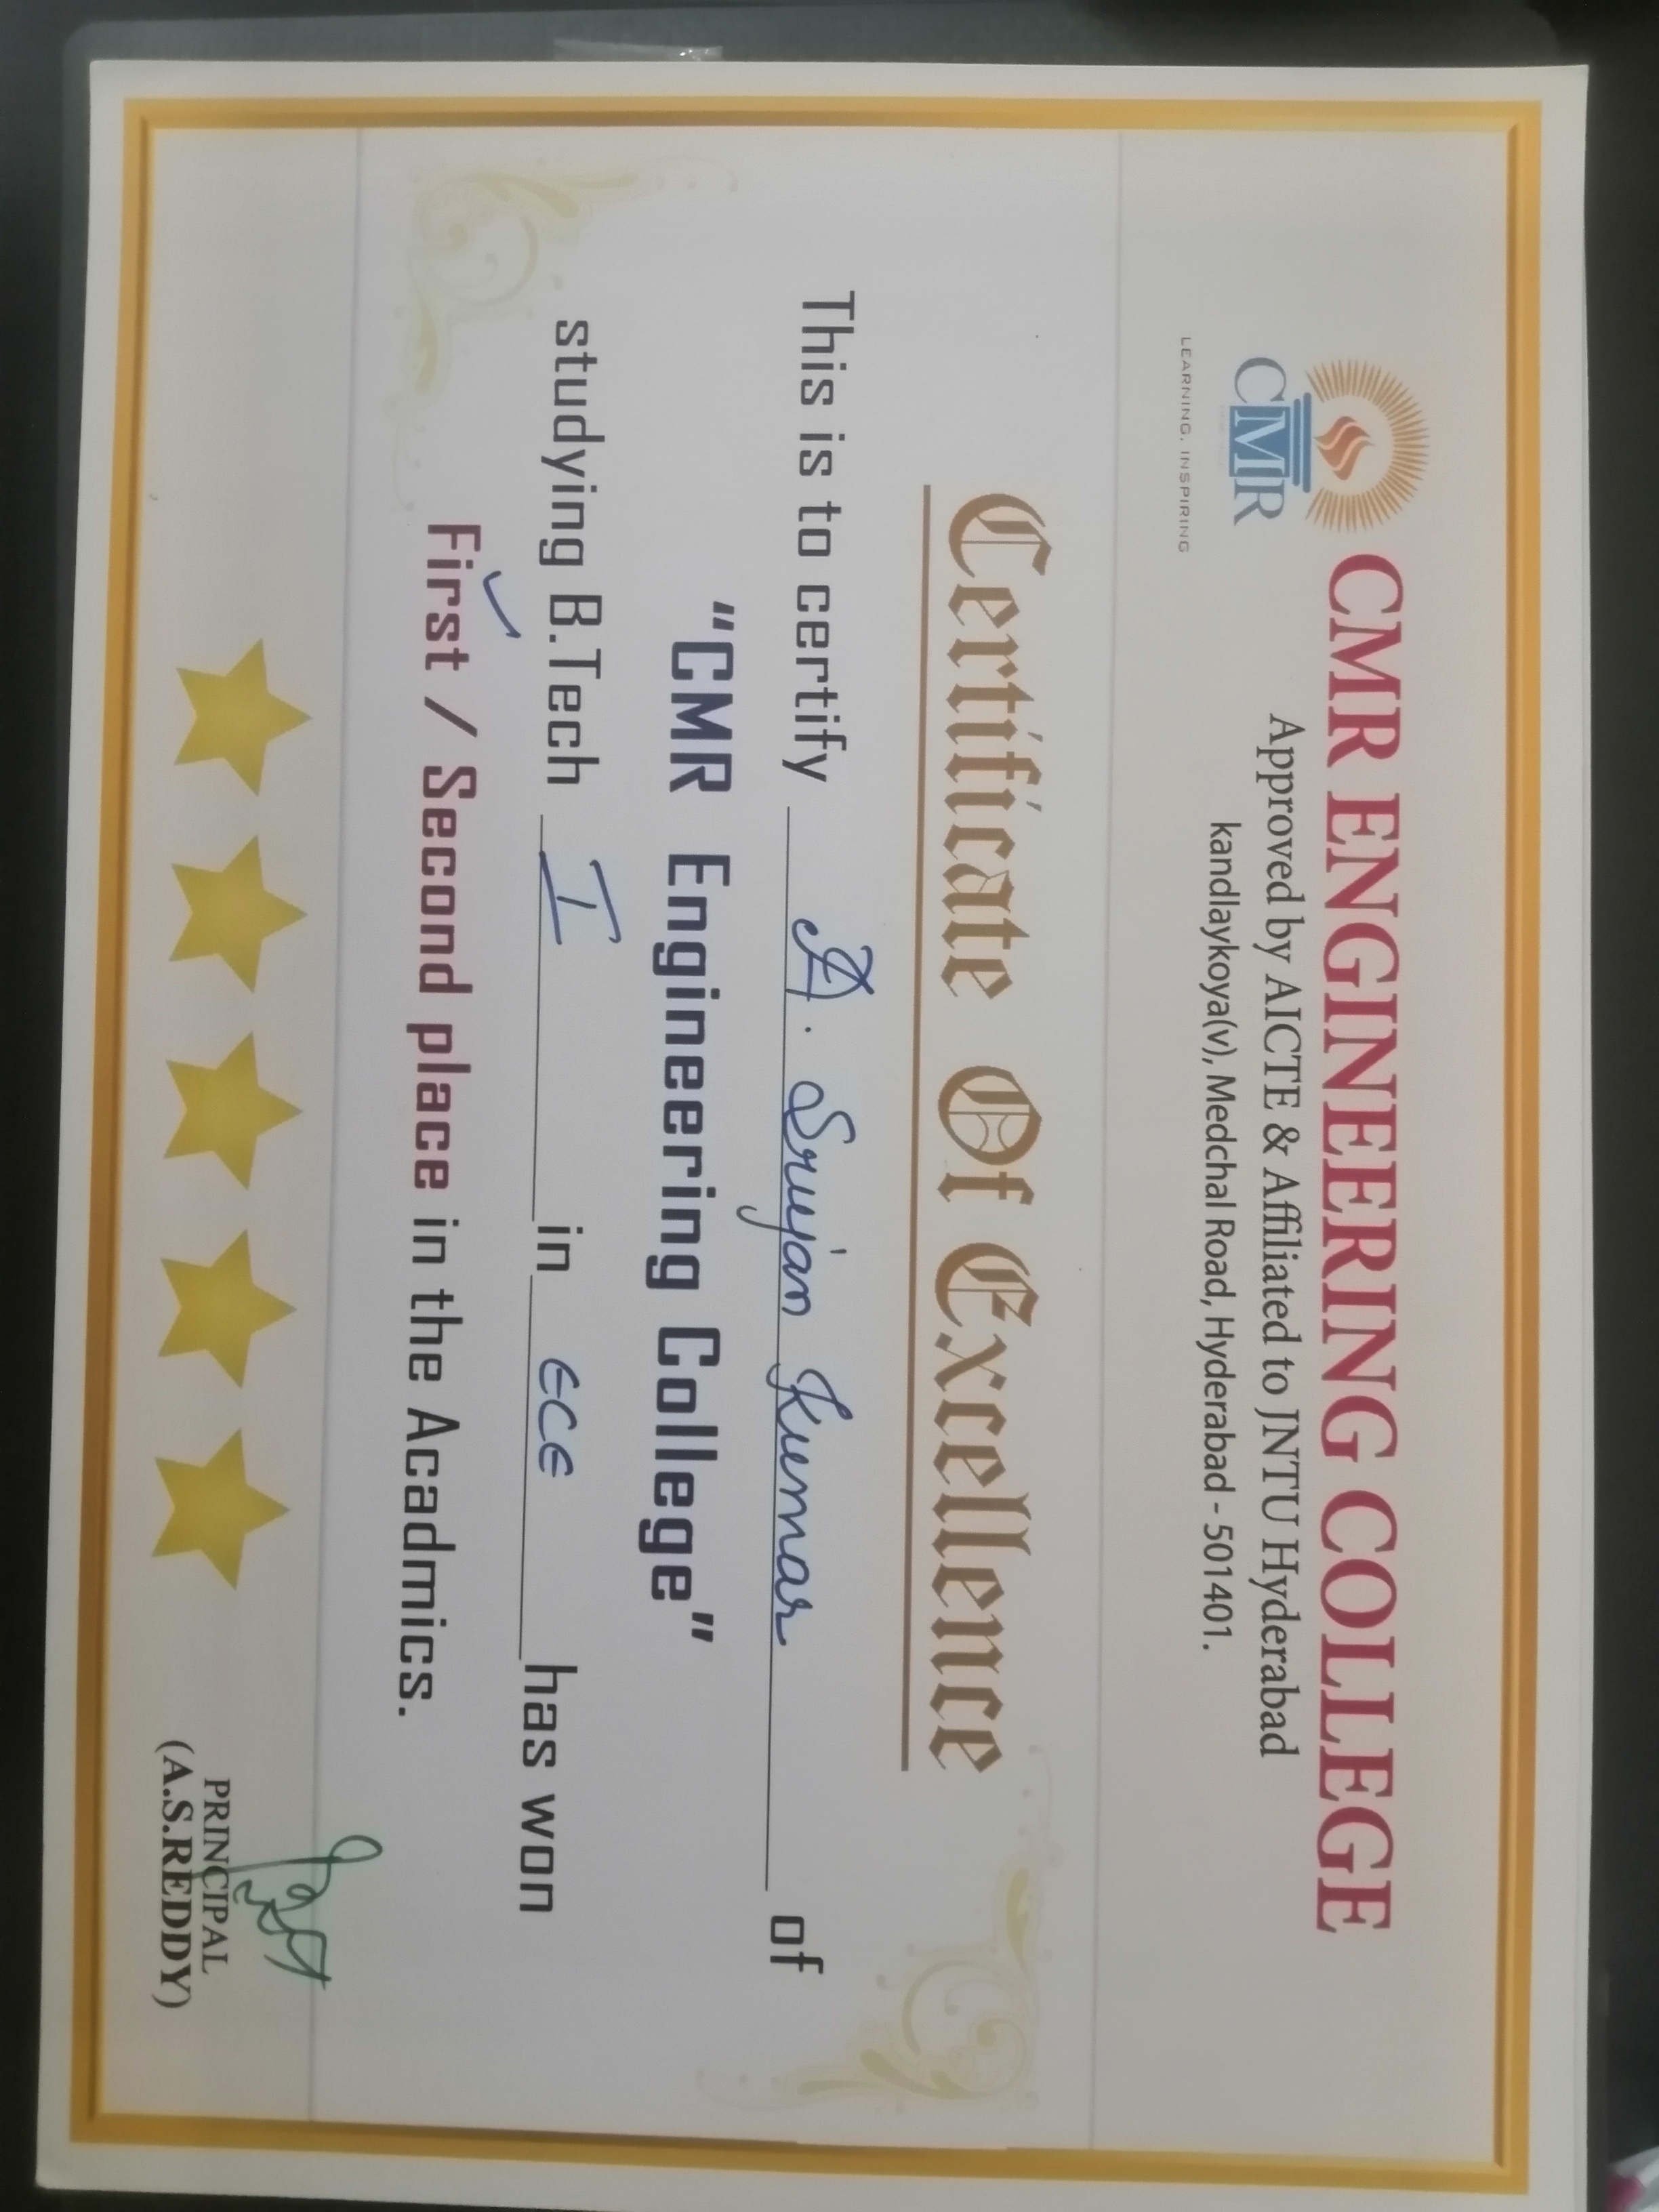 CMR ENGINEERING COLLEGE
Approved by AICTE & Affiliated to JNTU Hyderabad
kandlaykoya(v), Medchal Road, Hyderabad - 501401.
CMR
LEARNING. INSPIRING
Certificate Of Excellence
This is to certify A. Srujan Kumar of
“CMR Engineering College”
studying B.Tech I in ECE has won
First / Second place in the Acadmics.
PRINCIPAL
(A.S.REDDY)